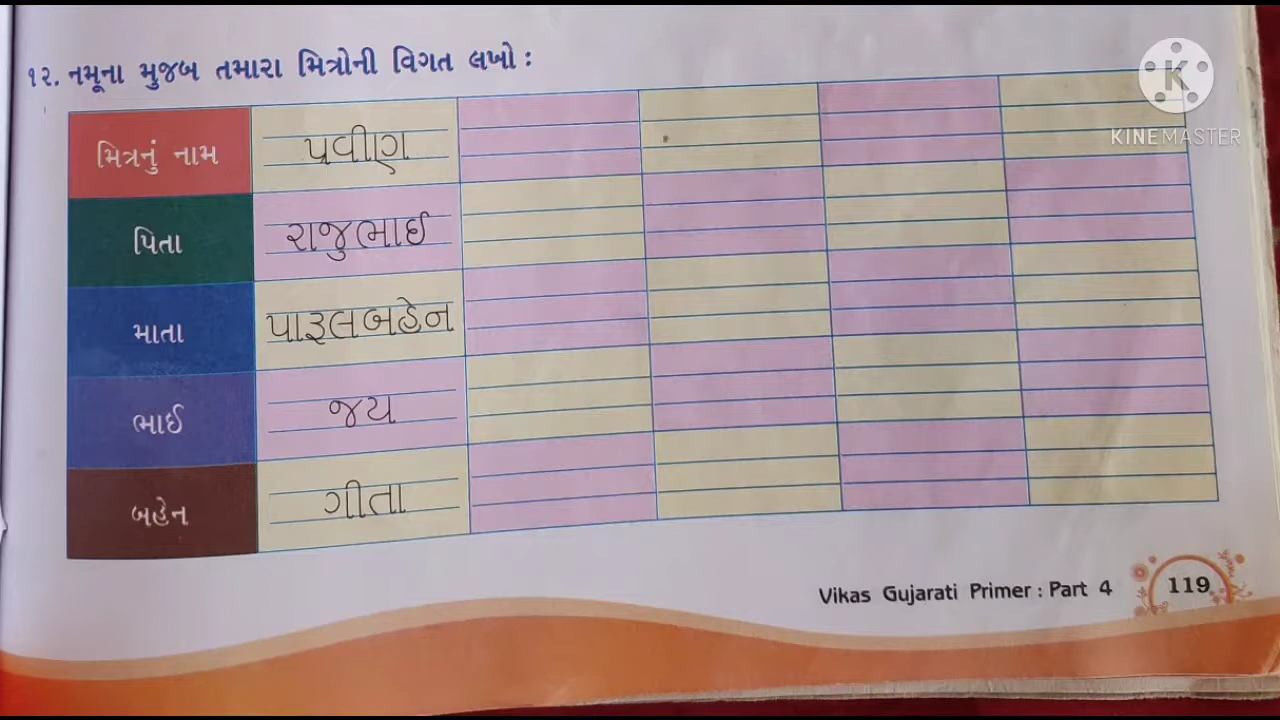 ૧૨. નમૂના મુજબ તમારા મિત્રોની વિગત લખો :
KINEMASTER
મિત્રનું નામ પ્રવીણ
પિતા રાજુભાઈ
માતા પારૂલબહેન
ભાઈ જય
બહેન ગીતા
Vikas Gujarati Primer : Part 4 119